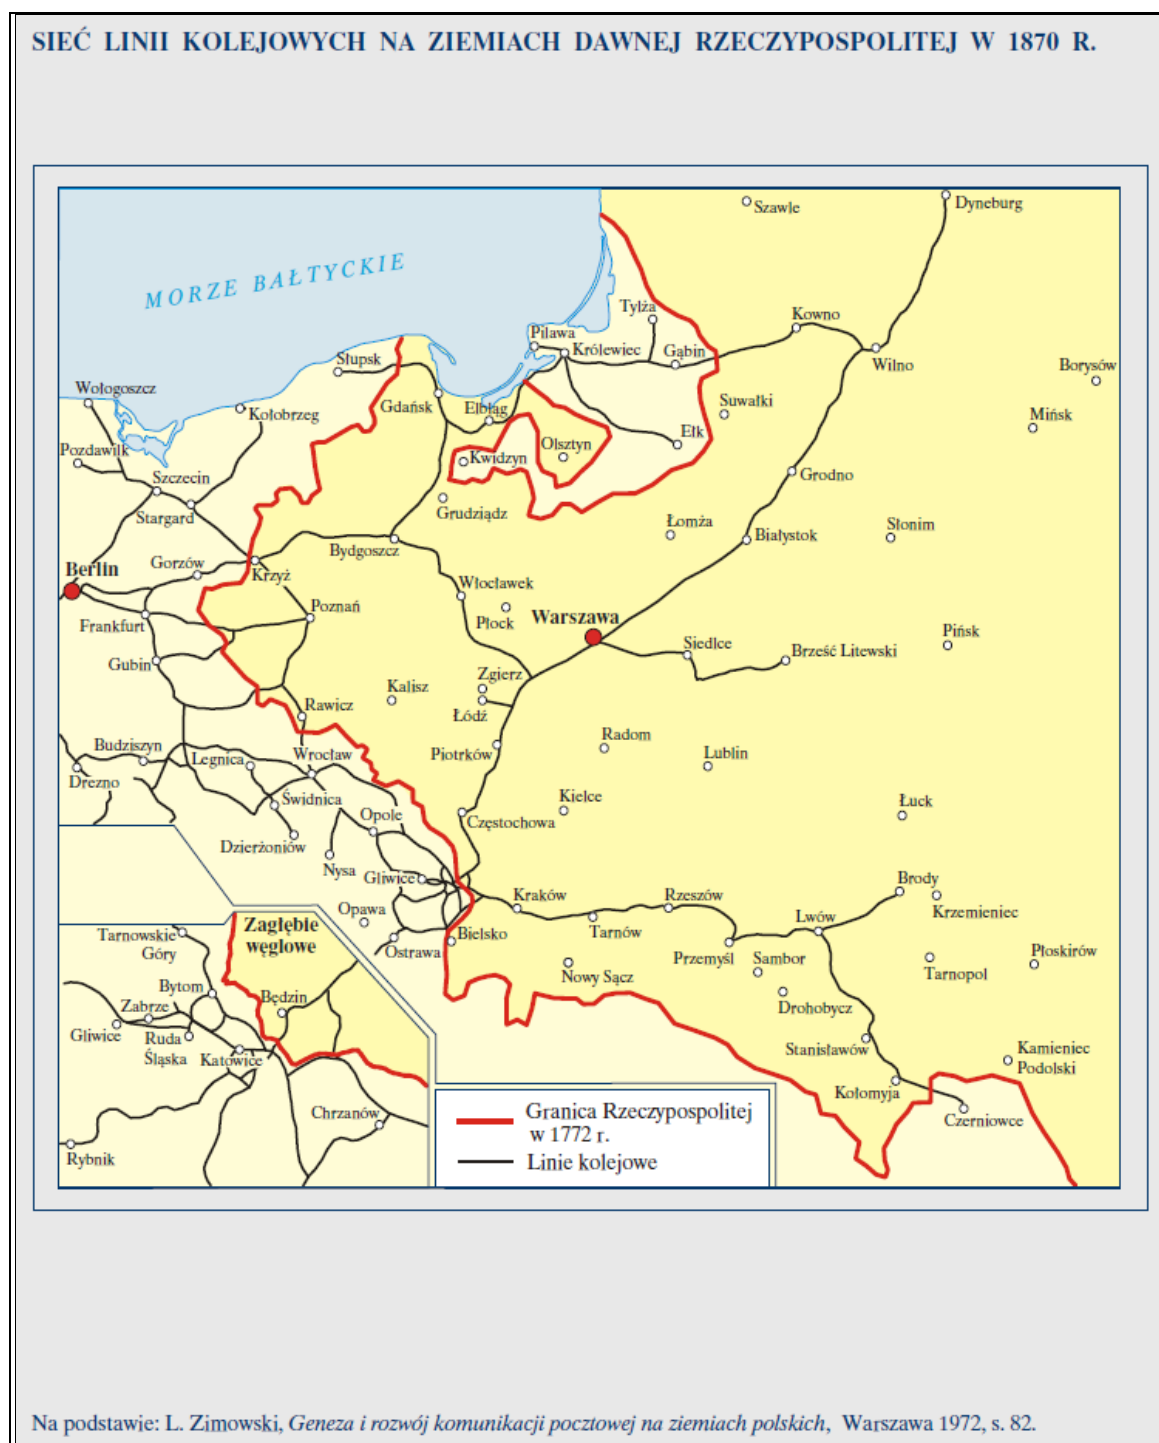 SIEĆ LINII KOLEJOWYCH NA ZIEMIACH DAWNEJ RZECZYPOSPOLITEJ W 1870 R.
MORZE BAŁTYCKIE
Szawle
Dyneburg
Tylża
Kowno
Pilawa
Królewiec
Gąbin
Wilno
Borysów
Słupsk
Wołogoszcz
Kołobrzeg
Gdańsk
Elbląg
Suwałki
Mińsk
Ełk
Olsztyn
Kwidzyn
Pozdawilk
Szczecin
Stargard
Grudziądz
Grodno
Łomża
Białystok
Słonim
Bydgoszcz
Berlin
Gorzów
Krzyż
Włocławek
Płock
Poznań
Warszawa
Frankfurt
Siedlce
Brześć Litewski
Pińsk
Gubin
Zgierz
Kalisz
Łódź
Rawicz
Piotrków
Radom
Lublin
Budziszyn
Legnica
Wrocław
Drezno
Świdnica
Opole
Kielce
Łuck
Częstochowa
Dzierżoniów
Nysa
Gliwice
Kraków
Rzeszów
Brody
Krzemieniec
Opawa
Bielsko
Tarnów
Lwów
Ostrawa
Przemyśl
Sambor
Tarnopol
Płoskirów
Nowy Sącz
Drohobycz
Stanisławów
Kamieniec
Podolski
Kołomyja
Czerniowce
Zagłębie
węglowe
Tarnowskie
Góry
Bytom
Będzin
Zabrze
Gliwice
Ruda
Śląska
Katowice
Chrzanów
Rybnik
Granica Rzeczypospolitej
w 1772 r.
Linie kolejowe
Na podstawie: L. Zimowski, Geneza i rozwój komunikacji pocztowej na ziemiach polskich, Warszawa 1972, s. 82.